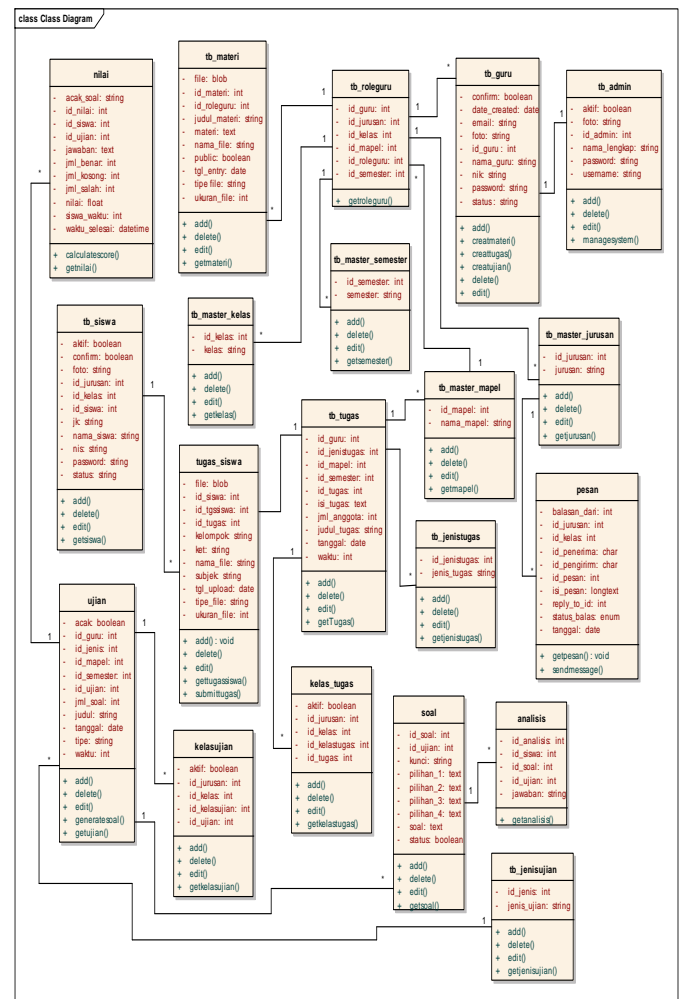 class Class Diagram
nilai
- acak_soal: string
- id_nilai: int
- id_siswa: int
- id_ujian: int
- jawaban: text
- jml_benar: int
- jml_kosong: int
- jml_salah: int
- nilai: float
- siswa_waktu: int
- waktu_selesai: datetime
+ calculatescore()
+ getnilai()
tb_materi
- file: blob
- id_materi: int
- id_roleguru: int
- judul_materi: string
- materi: text
- nama_file: string
- public: boolean
- tgl_entry: date
- tipe file: string
- ukuran_file: int
+ add()
+ delete()
+ edit()
+ getmateri()
tb_roleguru
- id_guru: int
- id_jurusan: int
- id_kelas: int
- id_mapel: int
- id_roleguru: int
- id_semester: int
+ getroleguru()
tb_guru
- confirm: boolean
- date_created: date
- email: string
- foto: string
- id_guru : int
- nama_guru: string
- nik: string
- password: string
- status: string
+ add()
+ creatmateri()
+ creattugas()
+ creatujian()
+ delete()
+ edit()
tb_admin
- aktif: boolean
- foto: string
- id_admin: int
- nama_lengkap: string
- password: string
- username: string
+ add()
+ delete()
+ edit()
+ managesystem()
tb_master_semester
- id_semester: int
- semester: string
+ add()
+ delete()
+ edit()
+ getsemester()
tb_master_kelas
- id_kelas: int
- kelas: string
+ add()
+ delete()
+ edit()
+ getkelas()
tb_master_jurusan
- id_jurusan: int
- jurusan: string
+ add()
+ delete()
+ edit()
+ getjurusan()
tb_siswa
- aktif: boolean
- confirm: boolean
- foto: string
- id_jurusan: int
- id_kelas: int
- id_siswa: int
- jk: string
- nama_siswa: string
- nis: string
- password: string
- status: string
+ add()
+ delete()
+ edit()
+ getsiswa()
tb_master_mapel
- id_mapel: int
- nama_mapel: string
+ add()
+ delete()
+ edit()
+ getmapel()
tb_tugas
- id_guru: int
- id_jenistugas: int
- id_mapel: int
- id_semester: int
- id_tugas: int
- isi_tugas: text
- jml_anggota: int
- judul_tugas: string
- tanggal: date
- waktu: int
+ add()
+ delete()
+ edit()
+ getTugas()
tugas_siswa
- file: blob
- id_siswa: int
- id_tgssiswa: int
- id_tugas: int
- kelompok: string
- ket: string
- nama_file: string
- subjek: string
- tgl_upload: date
- tipe_file: string
- ukuran_file: int
+ add() : void
+ delete()
+ edit()
+ gettugassiswa()
+ submittugas()
tb_jenistugas
- id_jenistugas: int
- jenis_tugas: string
+ add()
+ delete()
+ edit()
+ getjenistugas()
pesan
- balasan_dari: int
- id_jurusan: int
- id_kelas: int
- id_penerima: char
- id_pengirim: char
- id_pesan: int
- isi_pesan: longtext
- reply_to_id: int
- status_balas: enum
- tanggal: date
+ getpesan() : void
+ sendmessage()
ujian
- acak: boolean
- id_guru: int
- id_jenis: int
- id_mapel: int
- id_semester: int
- id_ujian: int
- jml_soal: int
- judul: string
- tanggal: date
- tipe: string
- waktu: int
+ add()
+ delete()
+ edit()
+ generatesoal()
+ getujian()
kelasujian
- aktif: boolean
- id_jurusan: int
- id_kelas: int
- id_kelasujian: int
- id_ujian: int
+ add()
+ delete()
+ edit()
+ getkelasujian()
kelas_tugas
- aktif: boolean
- id_jurusan: int
- id_kelas: int
- id_kelastugas: int
- id_tugas: int
+ add()
+ delete()
+ edit()
+ getkelastugas()
soal
- id_soal: int
- id_ujian: int
- kunci: string
- pilihan_1: text
- pilihan_2: text
- pilihan_3: text
- pilihan_4: text
- soal: text
- status: boolean
+ add()
+ delete()
+ edit()
+ getsoal()
analisis
- id_analisis: int
- id_siswa: int
- id_soal: int
- id_ujian: int
- jawaban: string
+ getanalisis()
tb_jenisujian
- id_jenis: int
- jenis_ujian: string
+ add()
+ delete()
+ edit()
+ getjenisujian()